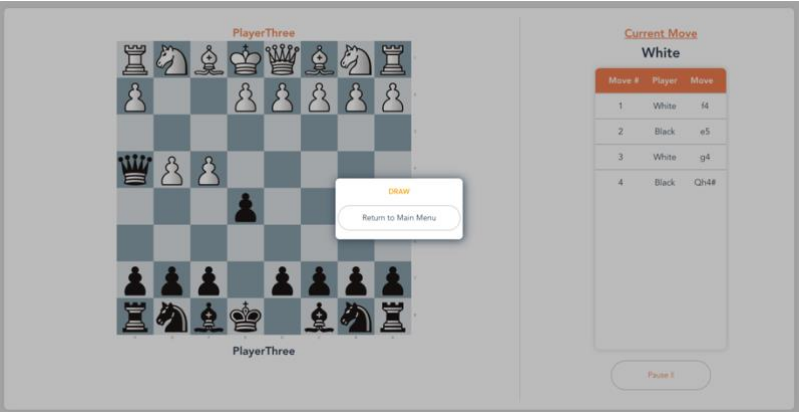 PlayerThree
DRAW
Return to Main Menu
PlayerThree
Current Move
White
Move # Player Move
1 White f4
2 Black e5
3 White g4
4 Black Qh4#
Pause II